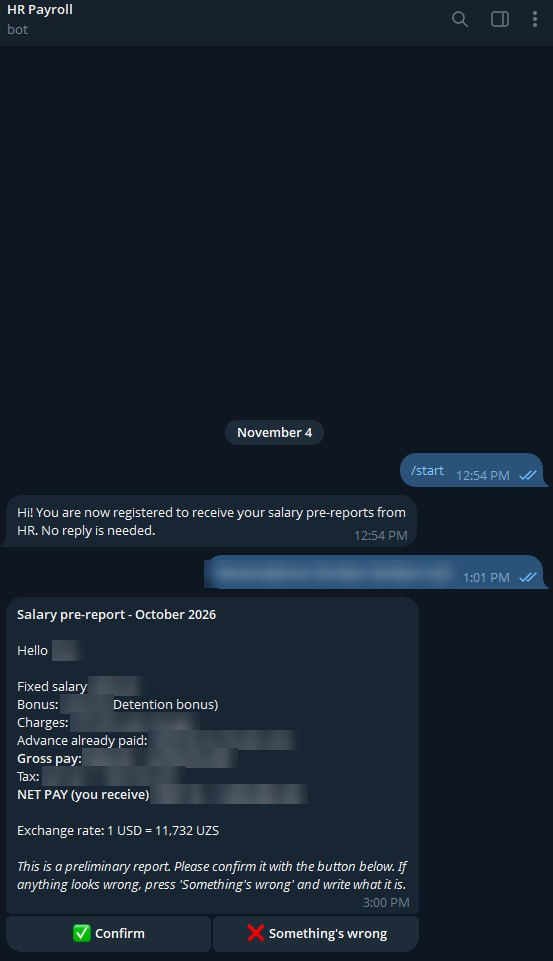 HR Payroll
bot
November 4
/start 12:54 PM
Hi! You are now registered to receive your salary pre-reports from
HR. No reply is needed. 12:54 PM
1:01 PM
Salary pre-report - October 2026
Hello
Fixed salary
Bonus: Detention bonus)
Charges:
Advance already paid:
Gross pay:
Tax:
NET PAY (you receive)
Exchange rate: 1 USD = 11,732 UZS
This is a preliminary report. Please confirm it with the button below. If
anything looks wrong, press 'Something's wrong' and write what it is.
3:00 PM
✅ Confirm ❌ Something's wrong